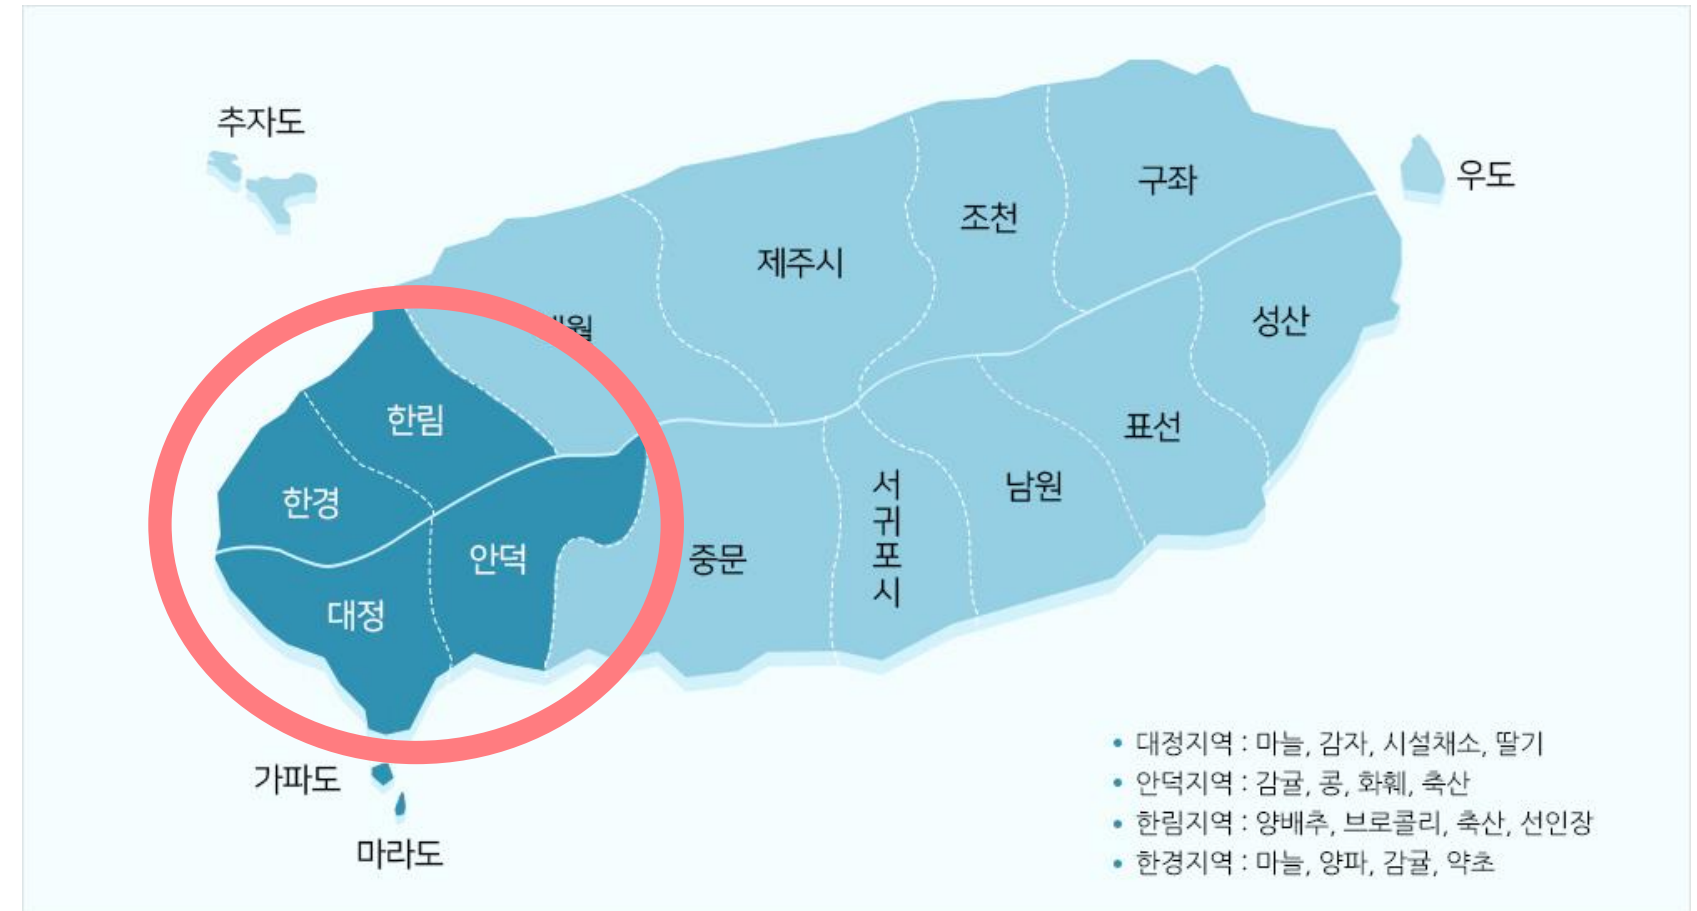 추자도
우도
구좌
조천
제주시
성산
월
한림
표선
서귀포시
남원
한경
안덕
중문
대정
가파도
마라도
• 대정지역 : 마늘, 감자, 시설채소, 딸기
• 안덕지역 : 감귤, 콩, 화훼, 축산
• 한림지역 : 양배추, 브로콜리, 축산, 선인장
• 한경지역 : 마늘, 양파, 감귤, 약초